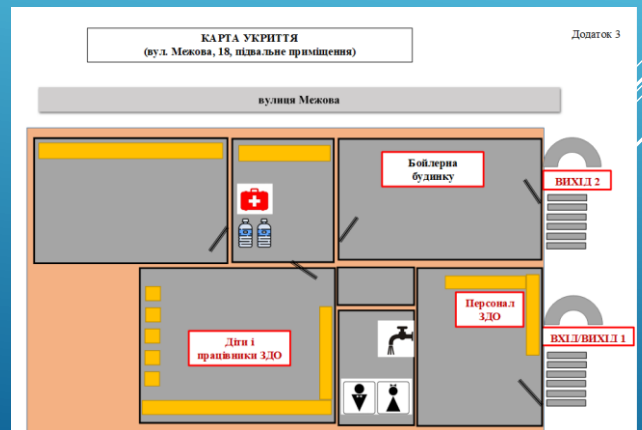 КАРТА УКРИТТЯ
(вул. Межова, 18, підвальне приміщення)
Додаток 3
вулиця Межова
Бойлерна
будинку
ВИХІД 2
Персонал
ЗДО
Діти і
працівники ЗДО
ВХІД/ВИХІД 1